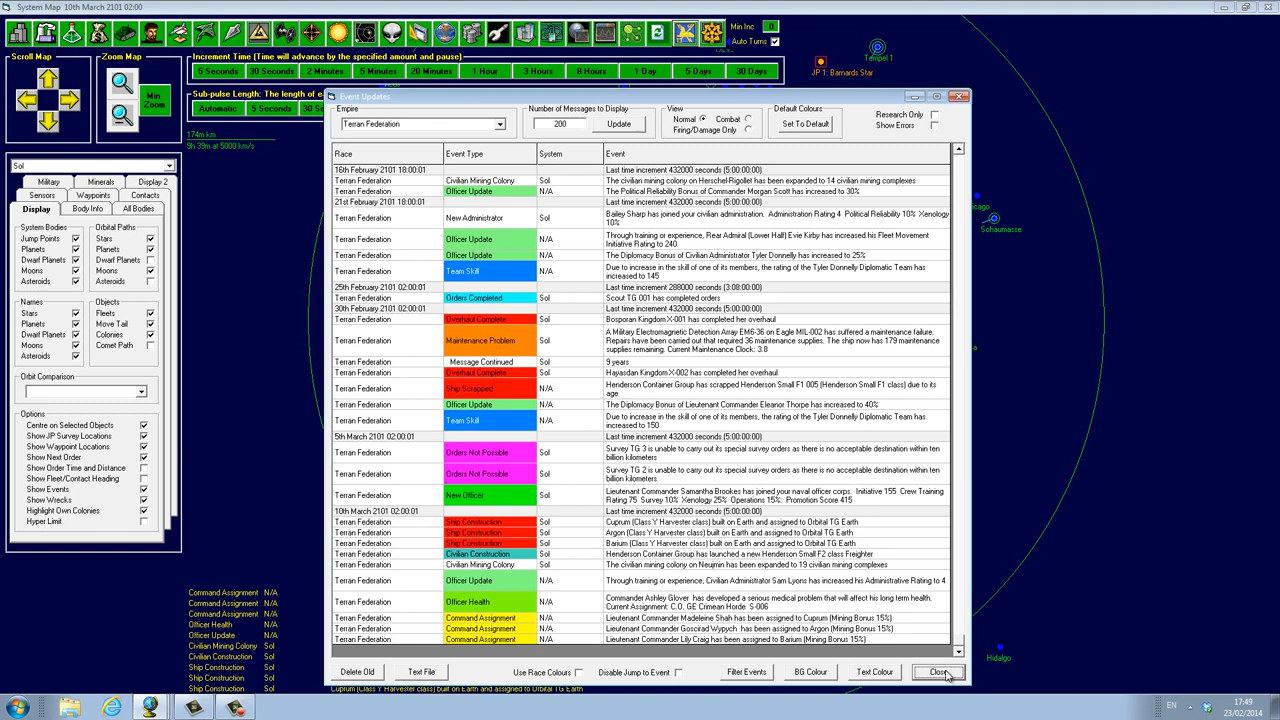 System Map 10th March 2101 02:00
Min Inc 0
Auto Turns
Scroll Map
Zoom Map
Min Zoom
Increment Time (Time will advance by the specified amount and pause)
5 Seconds 30 Seconds 2 Minutes 5 Minutes 20 Minutes 1 Hour 3 Hours 8 Hours 1 Day 5 Days 30 Days
Sub-pulse Length: The length of e
Automatic 5 Seconds 30 S
174m km
9h 39m at 5000 km/s
Tempel 1
JP 1: Barnards Star
Schaumasse
Hidalgo
Sol
Military Minerals Display 2
Sensors Waypoints Contacts
Display Body Info All Bodies
System Bodies
Jump Points
Planets
Dwarf Planets
Moons
Asteroids
Orbital Paths
Stars
Planets
Dwarf Planets
Moons
Asteroids
Names
Stars
Planets
Dwarf Planets
Moons
Asteroids
Objects
Fleets
Move Tail
Colonies
Comet Path
Orbit Comparison
Options
Centre on Selected Objects
Show JP Survey Locations
Show Waypoint Locations
Show Next Order
Show Order Time and Distance
Show Fleet/Contact Heading
Show Events
Show Wrecks
Highlight Own Colonies
Hyper Limit
Event Updates
Empire
Terran Federation
Number of Messages to Display
200 Update
View
Normal Combat
Firing/Damage Only
Default Colours
Set To Default
Research Only
Show Errors
Race Event Type System Event
16th February 2101 18:00:01 Last time increment 432000 seconds (5:00:00:00)
Terran Federation Civilian Mining Colony Sol The civilian mining colony on Herschel-Rigollet has been expanded to 14 civilian mining complexes
Terran Federation Officer Update N/A The Political Reliability Bonus of Commander Morgan Scott has increased to 30%
21st February 2101 18:00:01 Last time increment 432000 seconds (5:00:00:00)
Terran Federation New Administrator Sol Bailey Sharp has joined your civilian administration. Administration Rating 4 Political Reliability 10% Xenology
10%
Terran Federation Officer Update N/A Through training or experience, Rear Admiral (Lower Half) Evie Kirby has increased his Fleet Movement
Initiative Rating to 240
Terran Federation Officer Update N/A The Diplomacy Bonus of Civilian Administrator Tyler Donnelly has increased to 25%
Terran Federation Team Skill N/A Due to increase in the skill of one of its members, the rating of the Tyler Donnelly Diplomatic Team has
increased to 145
25th February 2101 02:00:01 Last time increment 288000 seconds (3:08:00:00)
Terran Federation Orders Completed Sol Scout TG 001 has completed orders
30th February 2101 02:00:01 Last time increment 432000 seconds (5:00:00:00)
Terran Federation Overhaul Complete Sol Bosporan Kingdom X-001 has completed her overhaul
Terran Federation Maintenance Problem Sol A Military Electromagnetic Detection Array EM6-36 on Eagle MIL-002 has suffered a maintenance failure.
Repairs have been carried out that required 36 maintenance supplies. The ship now has 179 maintenance
supplies remaining. Current Maintenance Clock: 3.8
Terran Federation Message Continued Sol 9 years
Terran Federation Overhaul Complete Sol Hayasdan Kingdom X-002 has completed her overhaul
Terran Federation Ship Scrapped N/A Henderson Container Group has scrapped Henderson Small F1 005 (Henderson Small F1 class) due to its
age
Terran Federation Officer Update N/A The Diplomacy Bonus of Lieutenant Commander Eleanor Thorpe has increased to 40%
Terran Federation Team Skill N/A Due to increase in the skill of one of its members, the rating of the Tyler Donnelly Diplomatic Team has
increased to 150
5th March 2101 02:00:01 Last time increment 432000 seconds (5:00:00:00)
Terran Federation Orders Not Possible Sol Survey TG 3 is unable to carry out its special survey orders as there is no acceptable destination within ten
billion kilometers
Terran Federation Orders Not Possible Sol Survey TG 2 is unable to carry out its special survey orders as there is no acceptable destination within ten
billion kilometers
Terran Federation New Officer Sol Lieutenant Commander Samantha Brookes has joined your naval officer corps. Initiative 155 Crew Training
Rating 75 Survey 10% Xenology 25% Operations 15%: Promotion Score 415
10th March 2101 02:00:01 Last time increment 432000 seconds (5:00:00:00)
Terran Federation Ship Construction Sol Cuprum (Class Y Harvester class) built on Earth and assigned to Orbital TG Earth
Terran Federation Ship Construction Sol Argon (Class Y Harvester class) built on Earth and assigned to Orbital TG Earth
Terran Federation Ship Construction Sol Barium (Class Y Harvester class) built on Earth and assigned to Orbital TG Earth
Terran Federation Civilian Construction Sol Henderson Container Group has launched a new Henderson Small F2 class Freighter
Terran Federation Civilian Mining Colony Sol The civilian mining colony on Neujmin has been expanded to 19 civilian mining complexes
Terran Federation Officer Update N/A Through training or experience, Civilian Administrator Sam Lyons has increased his Administrative Rating to 4
Terran Federation Officer Health N/A Commander Ashley Glover has developed a serious medical problem that will affect his long term health.
Current Assignment: C.O. GE Crimean Horde S-006
Terran Federation Command Assignment N/A Lieutenant Commander Madeleine Shah has been assigned to Cuprum (Mining Bonus 15%)
Terran Federation Command Assignment N/A Lieutenant Commander Goscirad Wypych has been assigned to Argon (Mining Bonus 15%)
Terran Federation Command Assignment N/A Lieutenant Commander Lily Craig has been assigned to Barium (Mining Bonus 15%)
Delete Old Text File Use Race Colours Disable Jump to Event Filter Events BG Colour Text Colour Close
Command Assignment N/A
Command Assignment N/A
Command Assignment N/A
Officer Health N/A
Officer Update N/A
Civilian Mining Colony Sol
Civilian Construction Sol
Ship Construction Sol
Ship Construction Sol
Ship Construction Sol Cuprum (Class Y Harvester class) built on Earth and assigned to Orbital TG Earth
EN
17:49
23/02/2014